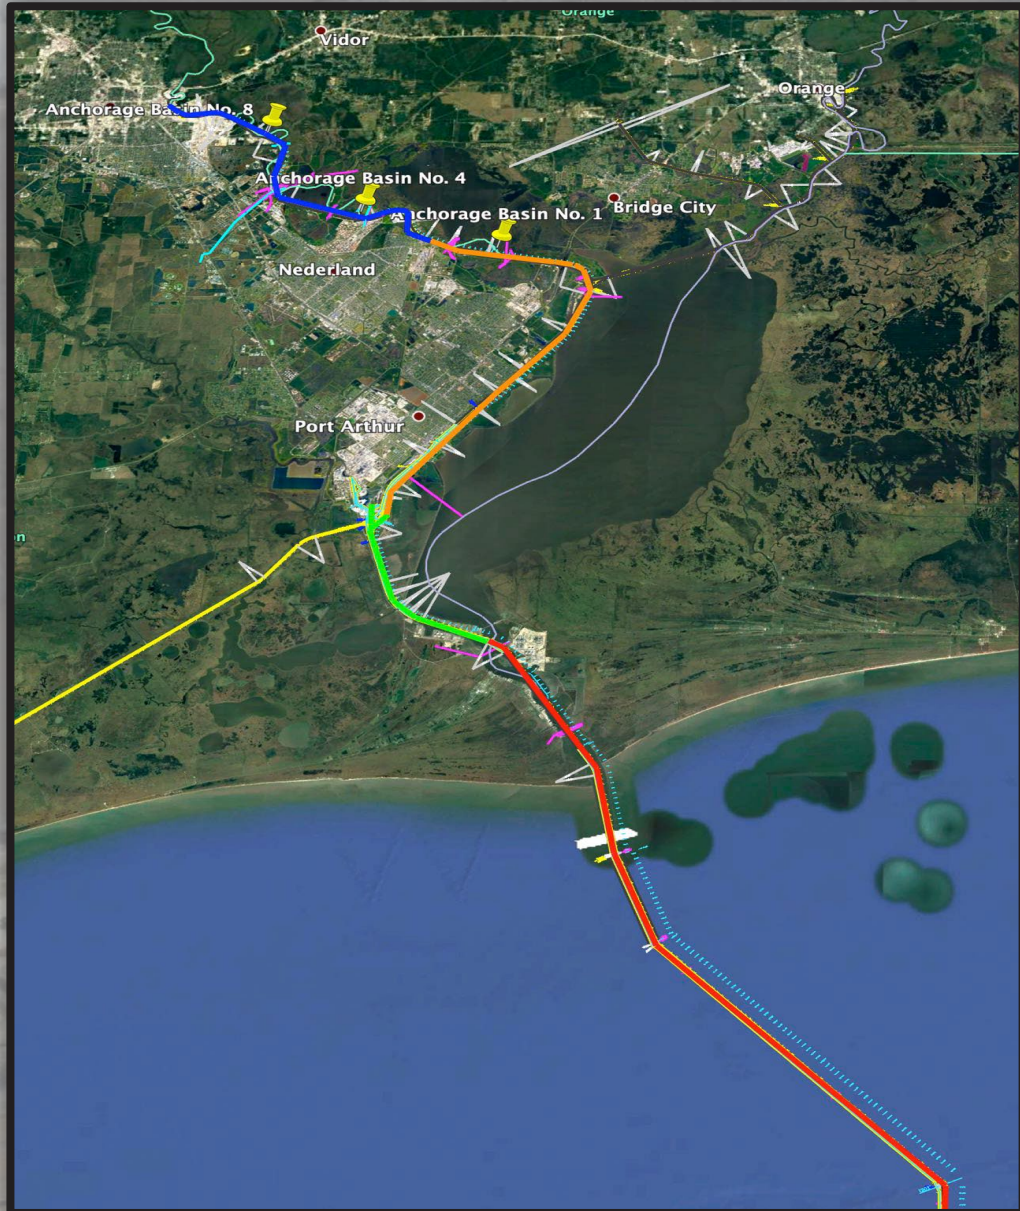 Orange
Vidor
Orange
Anchorage Basin No. 8
Anchorage Basin No. 4
Bridge City
Anchorage Basin No. 1
Nederland
Port Arthur
n